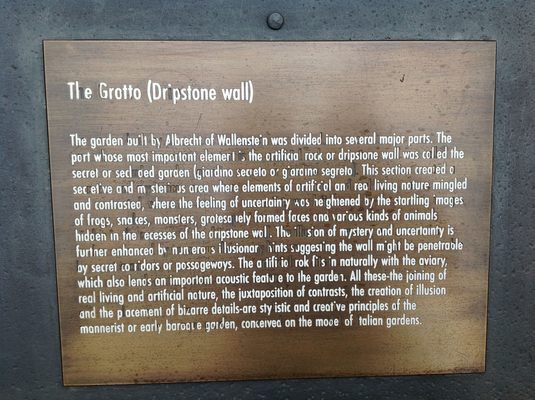 The Grotto (Dripstone wall)
The garden built by Albrecht of Wallenstein was divided into several major parts. The
part whose most important element is the artificial rock or dripstone wall was called the
secret or secluded garden (giardino secreto or giardino segreto). This section created a
secretive and mysterious area where elements of artificial and real living nature mingled
and contrasted, where the feeling of uncertainty was heightened by the startling images
of frogs, snakes, monsters, grotesquely formed faces and various kinds of animals
hidden in the recesses of the dripstone wall. The illusion of mystery and uncertainty is
further enhanced by numerous illusionary hints suggesting the wall might be penetrable
by secret corridors or passageways. The artificial rok fits in naturally with the aviary,
which also lends an important acoustic feature to the garden. All these-the joining of
real living and artificial nature, the juxtaposition of contrasts, the creation of illusion
and the placement of bizarre details-are stylistic and creative principles of the
mannerist or early baroque garden, conceived on the model of Italian gardens.